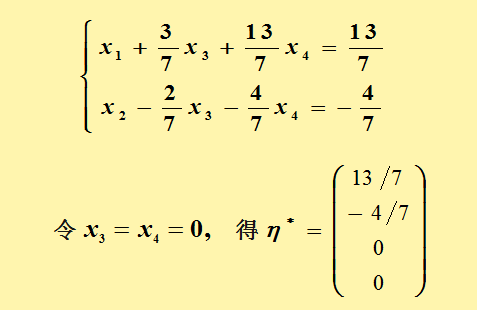 x₁ + 3/7 x₃ + 13/7 x₄ = 13/7
x₂ − 2/7 x₃ − 4/7 x₄ = − 4/7
令 x₃ = x₄ = 0, 得 η* =
13/7
− 4/7
0
0